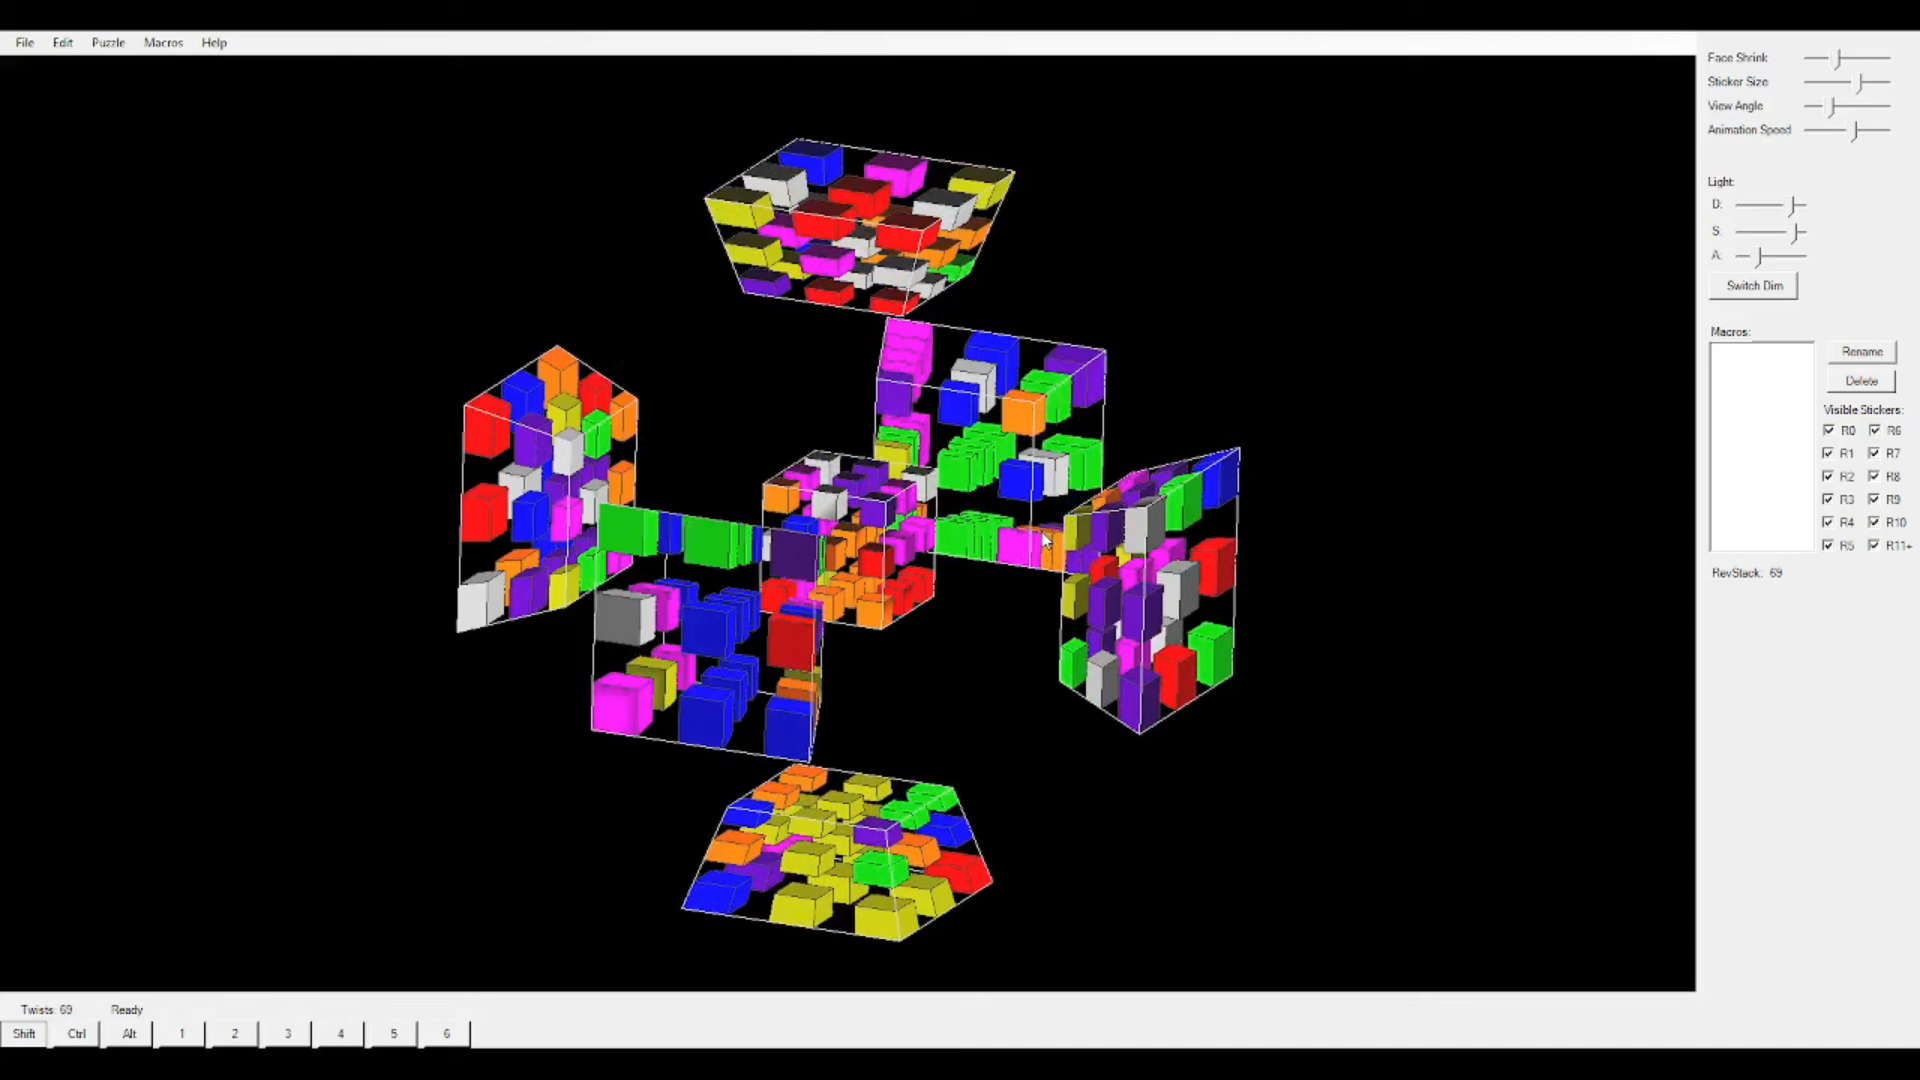 File Edit Puzzle Macros Help
Face Shrink
Sticker Size
View Angle
Animation Speed
Light:
D:
S:
A:
Switch Dim
Macros:
Rename
Delete
Visible Stickers:
R0 R6
R1 R7
R2 R8
R3 R9
R4 R10
R5 R11+
RevStack: 69
Twists: 69 Ready
Shift Ctrl Alt 1 2 3 4 5 6